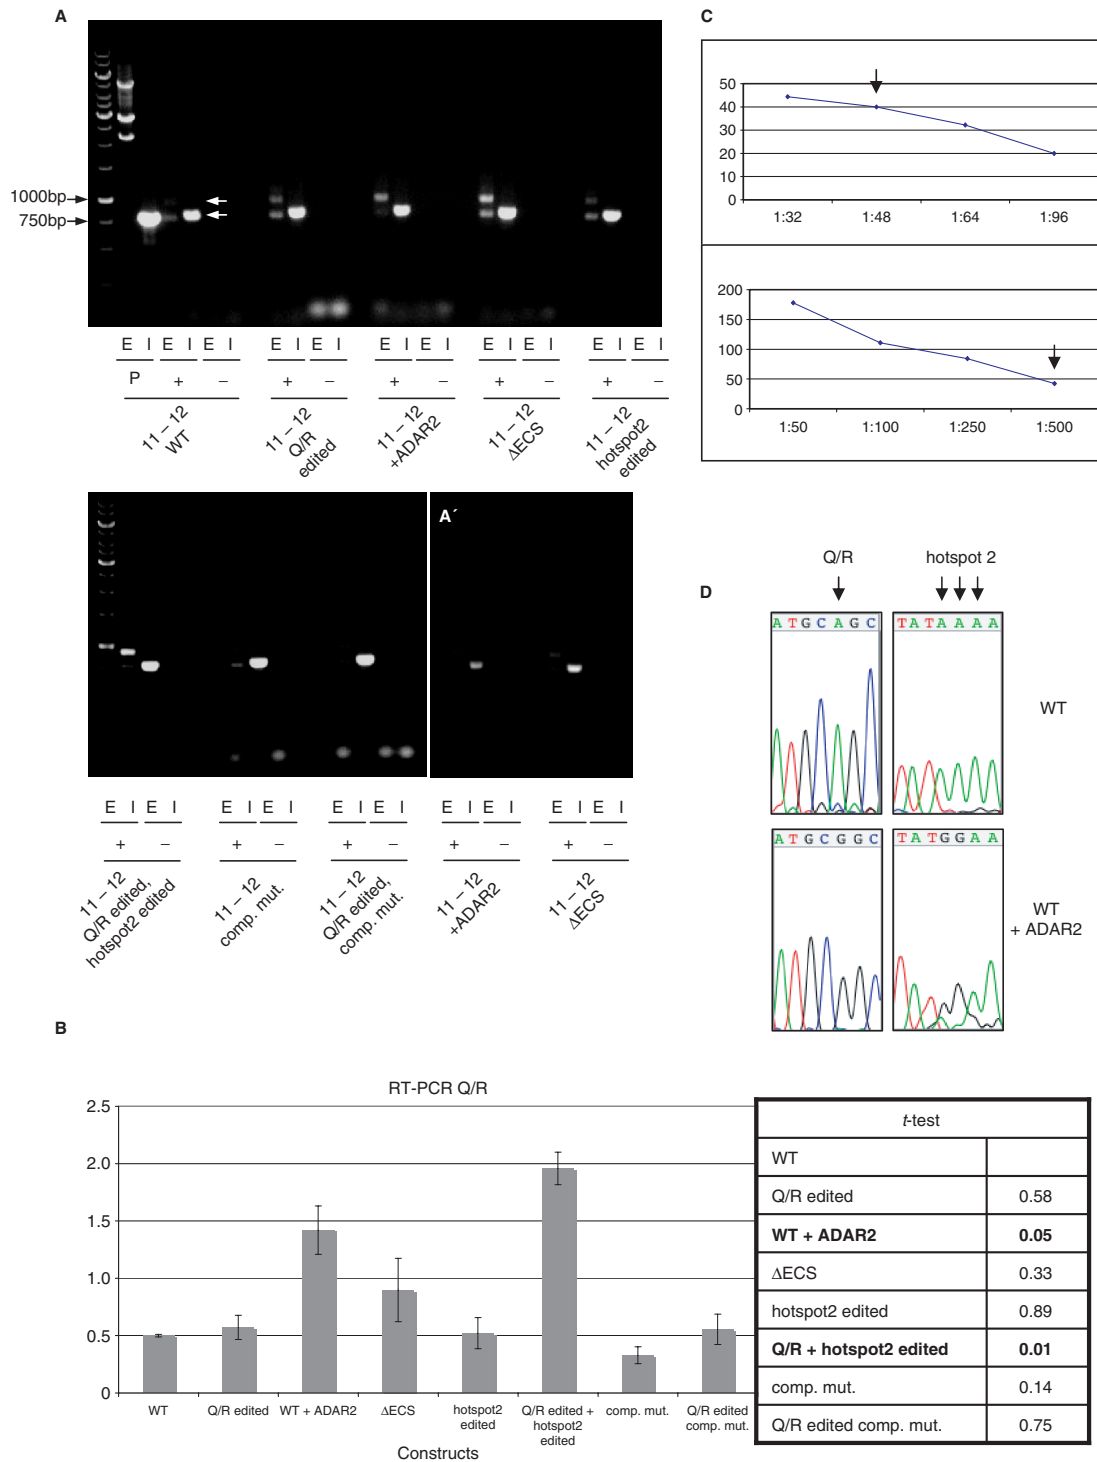 A
1000bp
750bp
E I E I E I
P + −
11 – 12
WT
E I E I
+ −
11 – 12
Q/R
edited
E I E I
+ −
11 – 12
+ADAR2
E I E I
+ −
11 – 12
ΔECS
E I E I
+ −
11 – 12
hotspot2
edited
A´
E I E I
+ −
11 – 12
Q/R edited,
hotspot2 edited
E I E I
+ −
11 – 12
comp. mut.
E I E I
+ −
11 – 12
Q/R edited,
comp. mut.
E I E I
+ −
11 – 12
+ADAR2
E I E I
+ −
11 – 12
ΔECS
C
50
40
30
20
10
0
1:32 1:48 1:64 1:96
200
150
100
50
0
1:50 1:100 1:250 1:500
D
Q/R hotspot 2
ATGCAGC TATAAAA
WT
ATGCGGC TATGGAA
WT
+ ADAR2
B
RT-PCR Q/R
2.5
2.0
1.5
1.0
0.5
0
WT
Q/R edited
WT + ADAR2
ΔECS
hotspot2
edited
Q/R edited +
hotspot2
edited
comp. mut.
Q/R edited
comp. mut.
Constructs
t-test
WT
Q/R edited 0.58
WT + ADAR2 0.05
ΔECS 0.33
hotspot2 edited 0.89
Q/R + hotspot2 edited 0.01
comp. mut. 0.14
Q/R edited comp. mut. 0.75